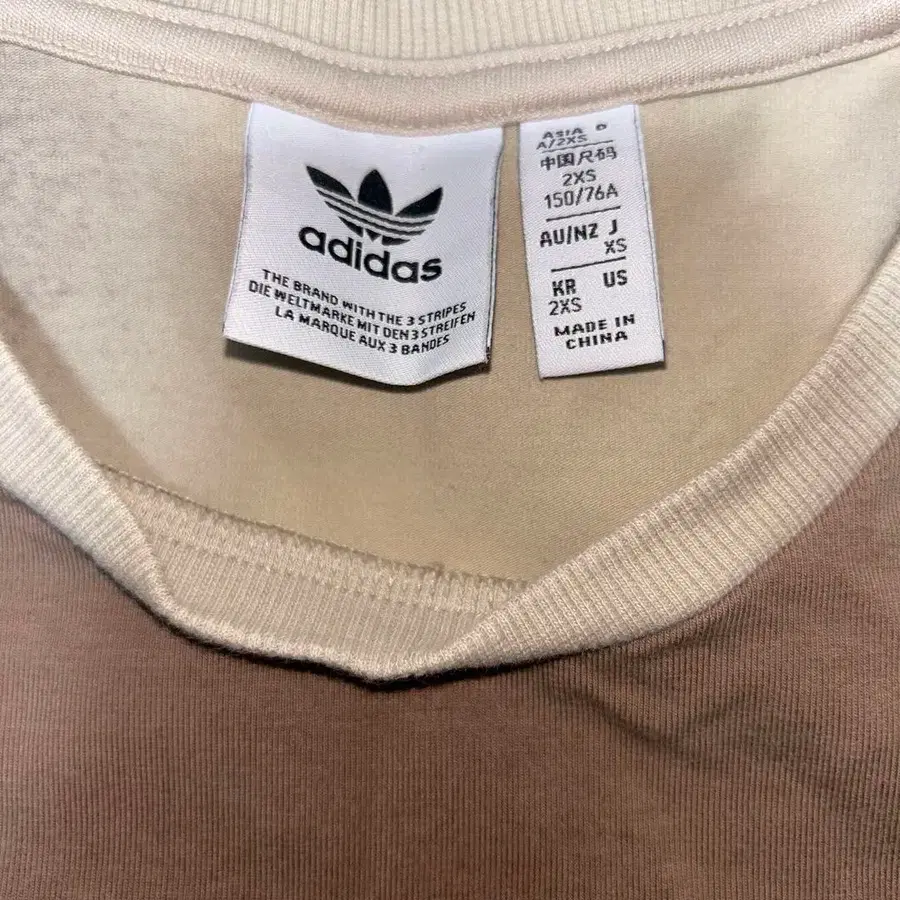 adidas
THE BRAND WITH THE 3 STRIPES
DIE WELTMARKE MIT DEN 3 STREIFEN
LA MARQUE AUX 3 BANDES
ASIA
A/2XS
中国尺码
2XS
150/76A
AU/NZ J
XS
KR US
2XS
MADE IN
CHINA